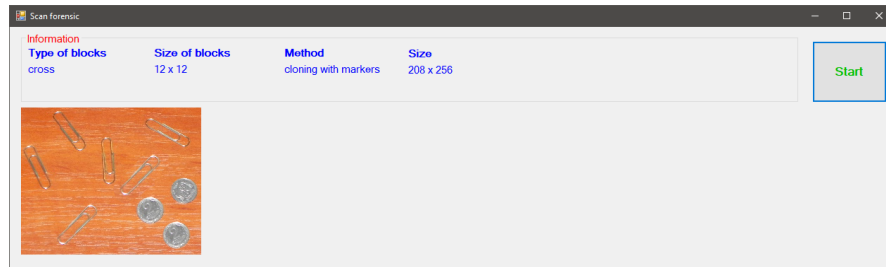 Scan forensic
Information
Type of blocks Size of blocks Method Size
cross 12 x 12 cloning with markers 208 x 256
Start